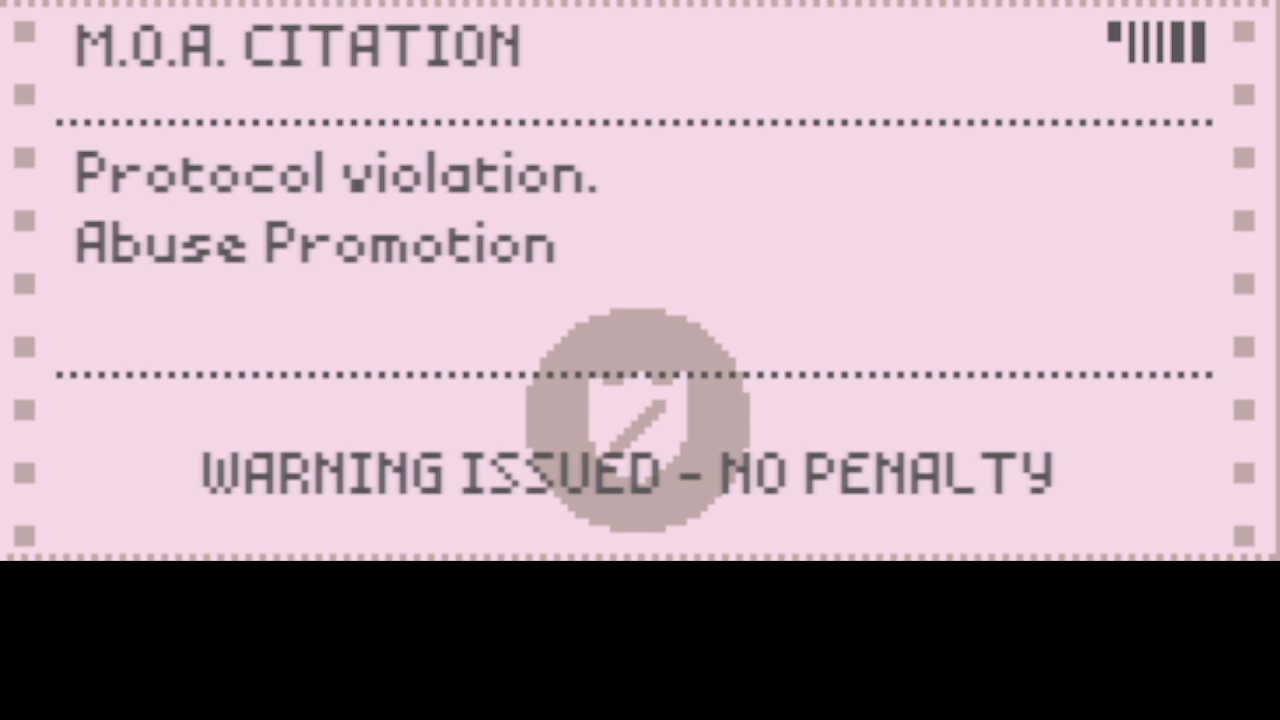 M.O.A. CITATION
Protocol violation.
Abuse Promotion
WARNING ISSUED - NO PENALTY